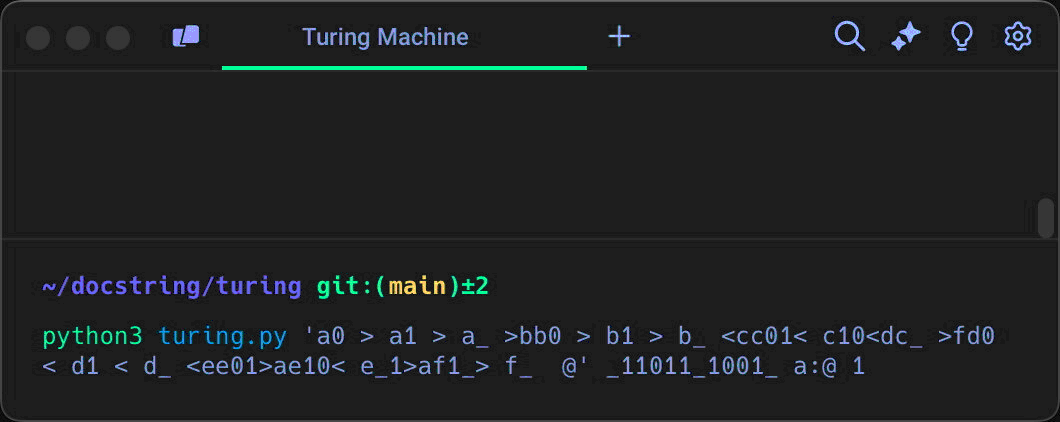 Turing Machine
~/docstring/turing git:(main)±2
python3 turing.py 'a0 > a1 > a_ >bb0 > b1 > b_ <cc01< c10<dc_ >fd0
< d1 < d_ <ee01>ae10< e_1>af1_> f_  @' _11011_1001_ a:@ 1